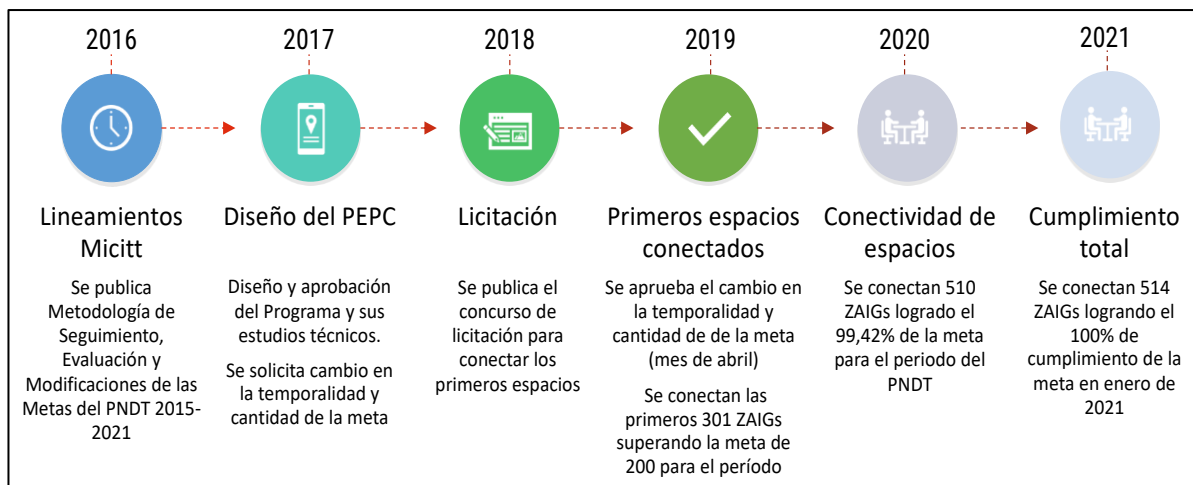 2016
Lineamientos
Micitt
Se publica
Metodología de
Seguimiento,
Evaluación y
Modificaciones de las
Metas del PNDT 2015-
2021
2017
Diseño del PEPC
Diseño y aprobación
del Programa y sus
estudios técnicos.
Se solicita cambio en
la temporalidad y
cantidad de la meta
2018
Licitación
Se publica el
concurso de
licitación para
conectar los
primeros espacios
2019
Primeros espacios
conectados
Se aprueba el cambio en
la temporalidad y
cantidad de de la meta
(mes de abril)
Se conectan las
primeros 301 ZAIGs
superando la meta de
200 para el período
2020
Conectividad de
espacios
Se conectan 510
ZAIGs logrado el
99,42% de la meta
para el periodo del
PNDT
2021
Cumplimiento
total
Se conectan 514
ZAIGs logrando el
100% de
cumplimiento de la
meta en enero de
2021